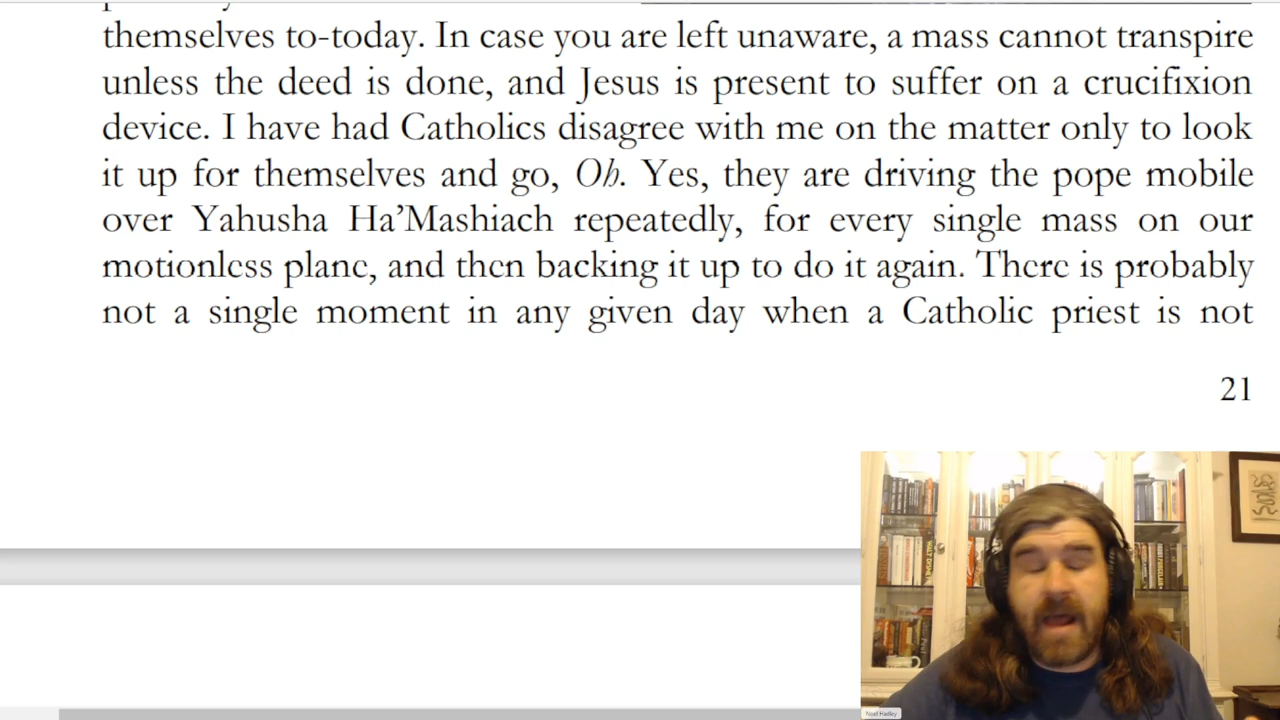 themselves to-today. In case you are left unaware, a mass cannot transpire
unless the deed is done, and Jesus is present to suffer on a crucifixion
device. I have had Catholics disagree with me on the matter only to look
it up for themselves and go, Oh. Yes, they are driving the pope mobile
over Yahusha Ha’Mashiach repeatedly, for every single mass on our
motionless plane, and then backing it up to do it again. There is probably
not a single moment in any given day when a Catholic priest is not
21
WALT DISNEY
Noel Hadley